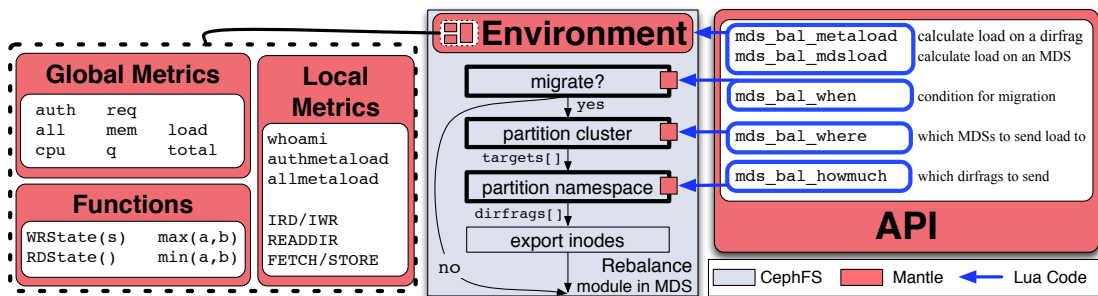 Global Metrics
auth req
all mem load
cpu q total
Functions
WRState(s) max(a,b)
RDState() min(a,b)
Local
Metrics
whoami
authmetaload
allmetaload
IRD/IWR
READDIR
FETCH/STORE
Environment
migrate?
yes
partition cluster
targets[]
partition namespace
dirfrags[]
export inodes
no
Rebalance
module in MDS
mds_bal_metaload calculate load on a dirfrag
mds_bal_mdsload calculate load on an MDS
mds_bal_when condition for migration
mds_bal_where which MDSs to send load to
mds_bal_howmuch which dirfrags to send
API
CephFS Mantle Lua Code